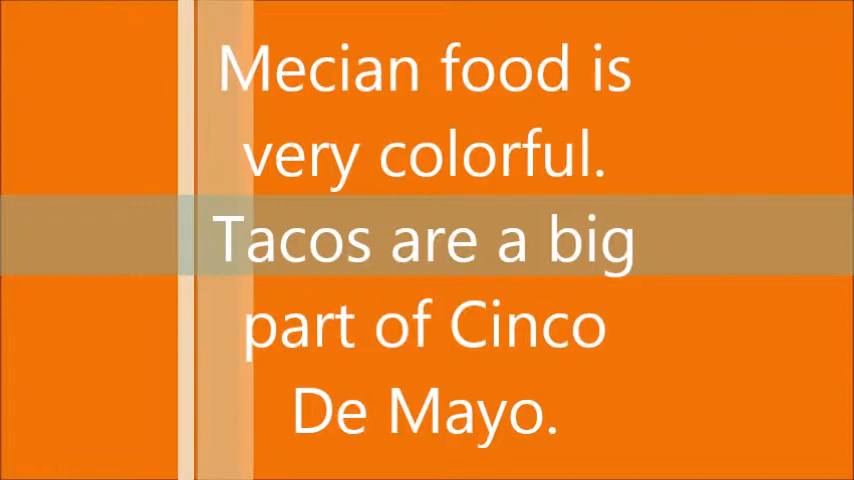 Mecian food is
very colorful.
Tacos are a big
part of Cinco
De Mayo.